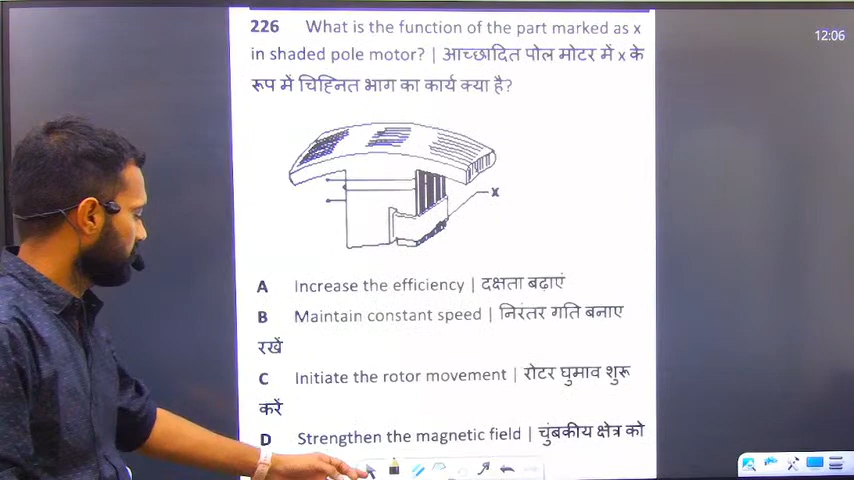 226 What is the function of the part marked as x
in shaded pole motor? | आच्छादित पोल मोटर में x के
रूप में चिह्नित भाग का कार्य क्या है?
12:06
X
A Increase the efficiency | दक्षता बढ़ाएं
B Maintain constant speed | निरंतर गति बनाए
रखें
C Initiate the rotor movement | रोटर घुमाव शुरू
करें
D Strengthen the magnetic field | चुंबकीय क्षेत्र को